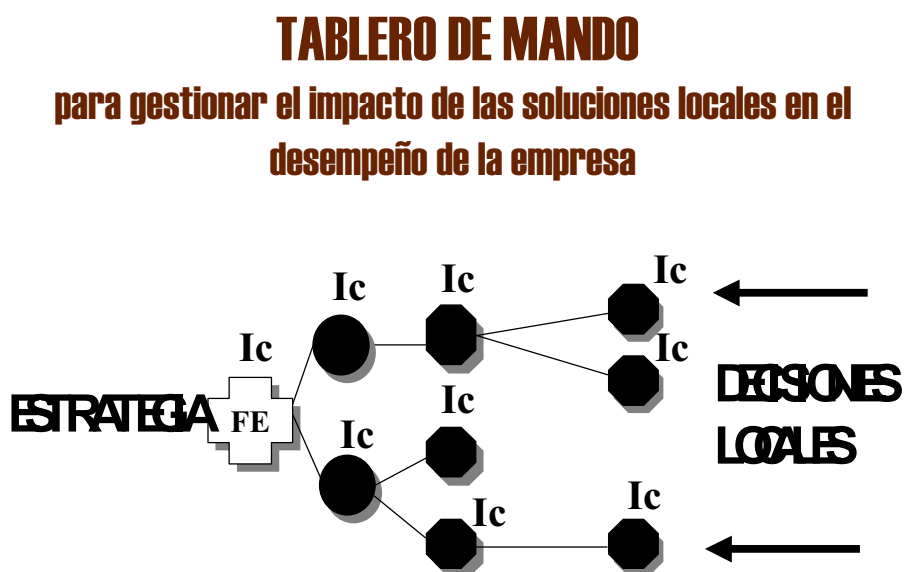 TABLERO DE MANDO
para gestionar el impacto de las soluciones locales en el
desempeño de la empresa
Ic
Ic
Ic
Ic
Ic
ESTRATEGIA
FE
Ic
Ic
DECISIONES
LOCALES
Ic
Ic